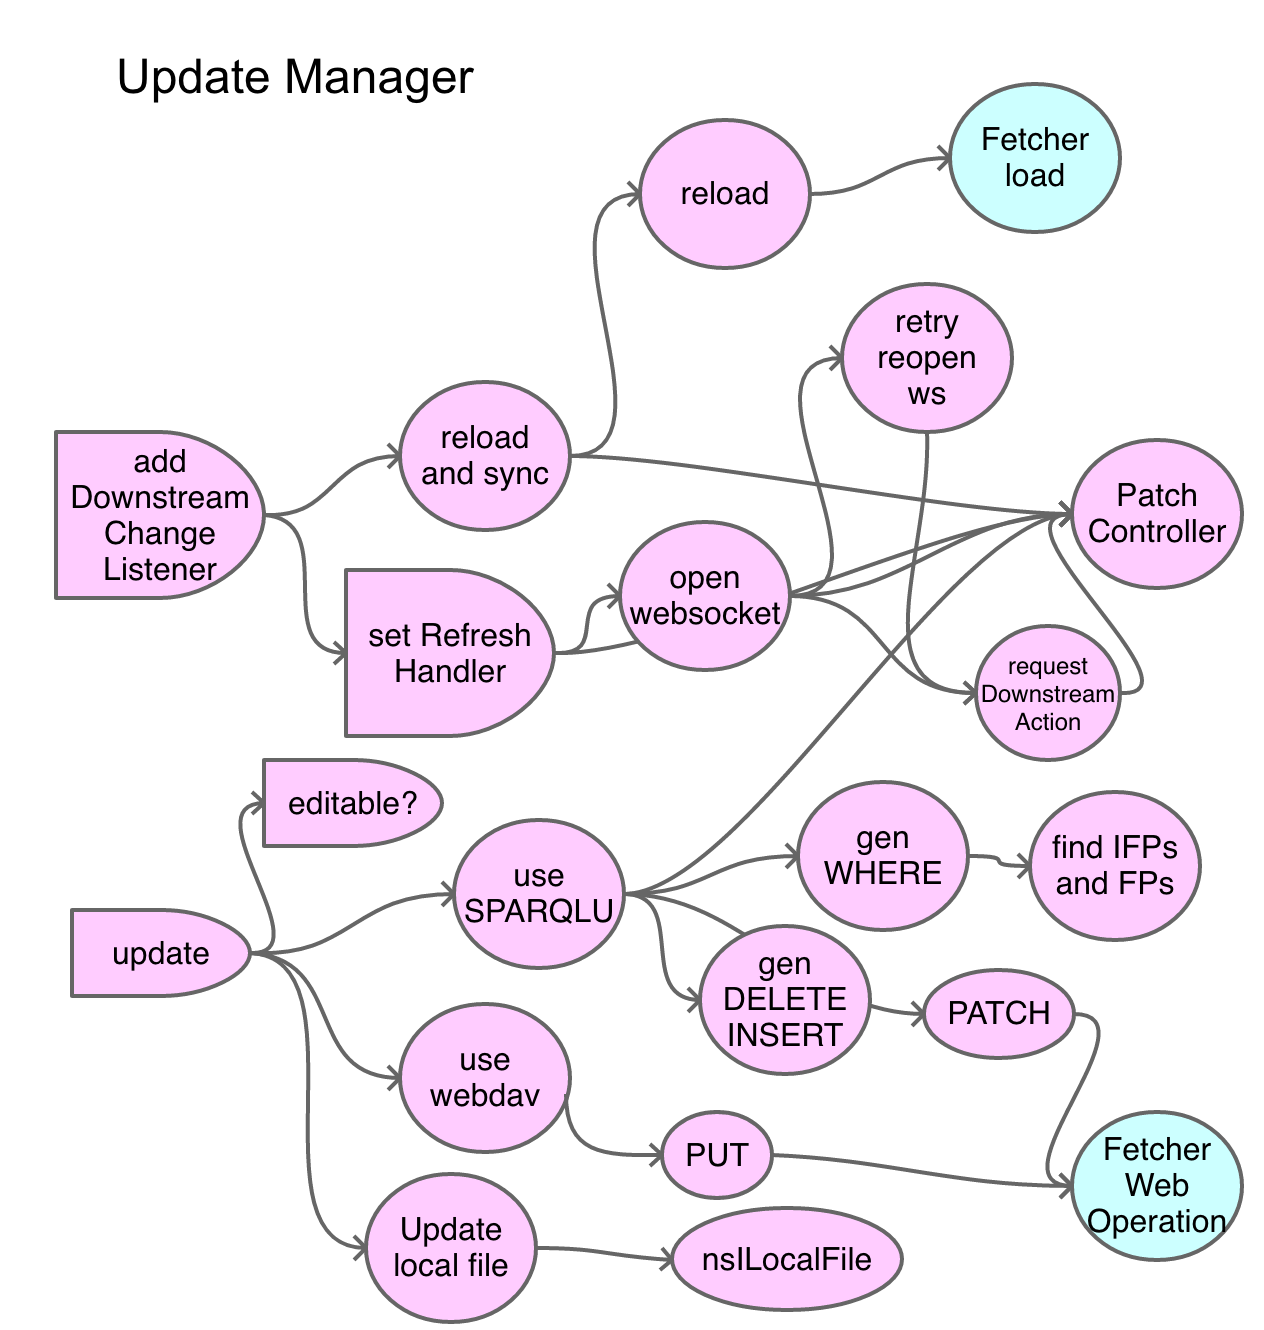 Update Manager
Fetcher
load
reload
retry
reopen
ws
reload
and sync
add
Downstream
Change
Listener
Patch
Controller
open
websocket
set Refresh
Handler
request
Downstream
Action
editable?
gen
WHERE
find IFPs
and FPs
use
SPARQLU
update
gen
DELETE
INSERT
PATCH
use
webdav
PUT
Fetcher
Web
Operation
Update
local file
nsILocalFile